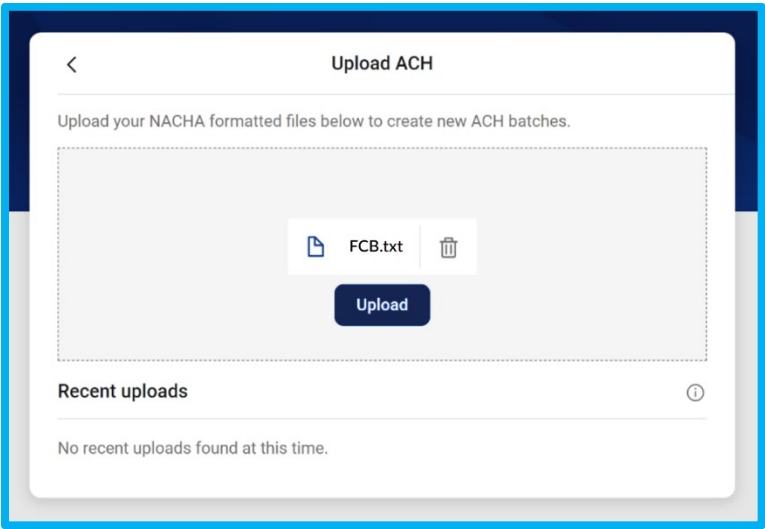 Upload ACH
Upload your NACHA formatted files below to create new ACH batches.
FCB.txt
Upload
Recent uploads
No recent uploads found at this time.